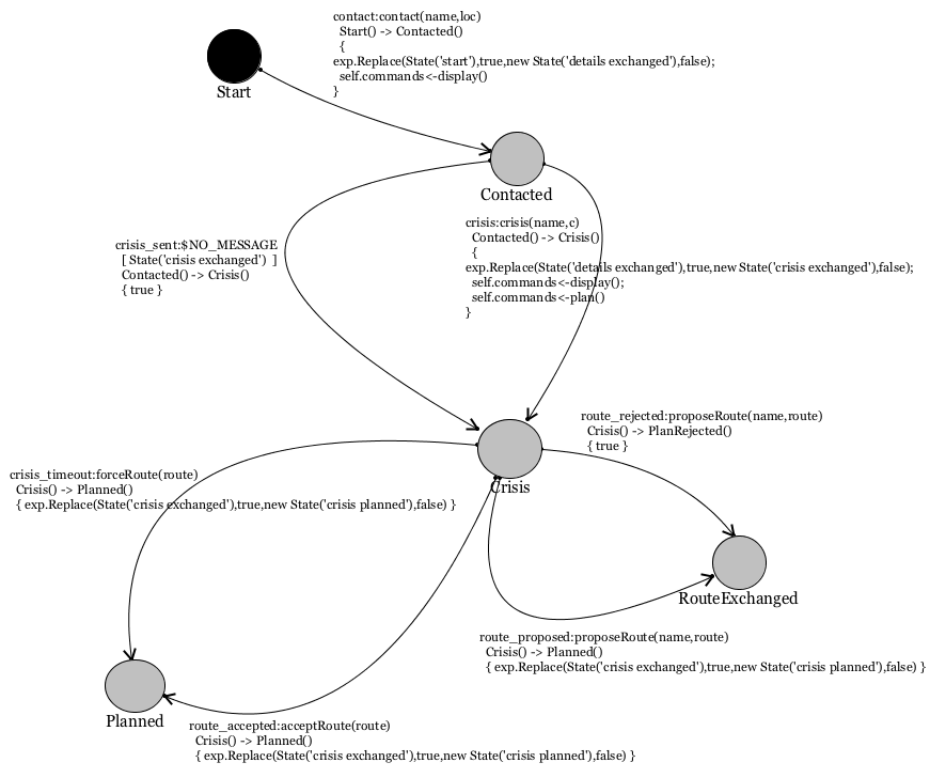 contact:contact(name,loc)
Start() -> Contacted()
{
exp.Replace(State('start'),true,new State('details exchanged'),false);
self.commands<-display()
}
Start
Contacted
crisis_sent:$NO_MESSAGE
[ State('crisis exchanged') ]
Contacted() -> Crisis()
{ true }
crisis:crisis(name,c)
Contacted() -> Crisis()
{
exp.Replace(State('details exchanged'),true,new State('crisis exchanged'),false);
self.commands<-display();
self.commands<-plan()
}
route_rejected:proposeRoute(name,route)
Crisis() -> PlanRejected()
{ true }
crisis_timeout:forceRoute(route)
Crisis() -> Planned()
{ exp.Replace(State('crisis exchanged'),true,new State('crisis planned'),false) }
Crisis
RouteExchanged
route_proposed:proposeRoute(name,route)
Crisis() -> Planned()
{ exp.Replace(State('crisis exchanged'),true,new State('crisis planned'),false) }
Planned
route_accepted:acceptRoute(route)
Crisis() -> Planned()
{ exp.Replace(State('crisis exchanged'),true,new State('crisis planned'),false) }